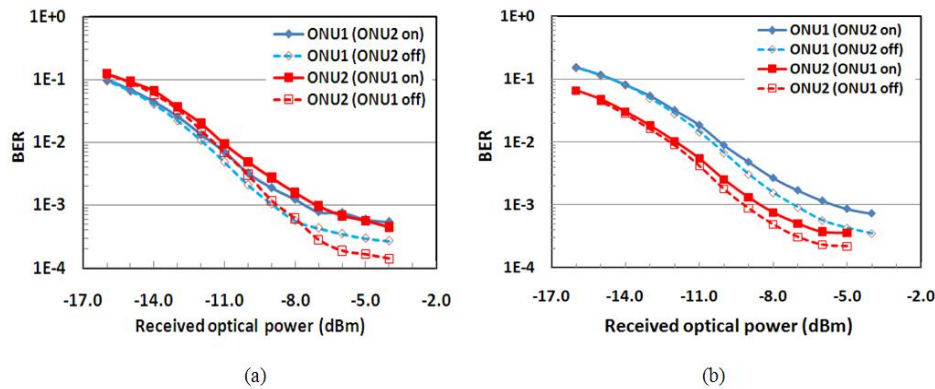 1E+0
1E-1
1E-2
1E-3
1E-4
BER
-17.0 -14.0 -11.0 -8.0 -5.0 -2.0
Received optical power (dBm)
ONU1 (ONU2 on)
ONU1 (ONU2 off)
ONU2 (ONU1 on)
ONU2 (ONU1 off)
(a)
1E+0
1E-1
1E-2
1E-3
1E-4
BER
-17.0 -14.0 -11.0 -8.0 -5.0 -2.0
Received optical power (dBm)
ONU1 (ONU2 on)
ONU1 (ONU2 off)
ONU2 (ONU1 on)
ONU2 (ONU1 off)
(b)